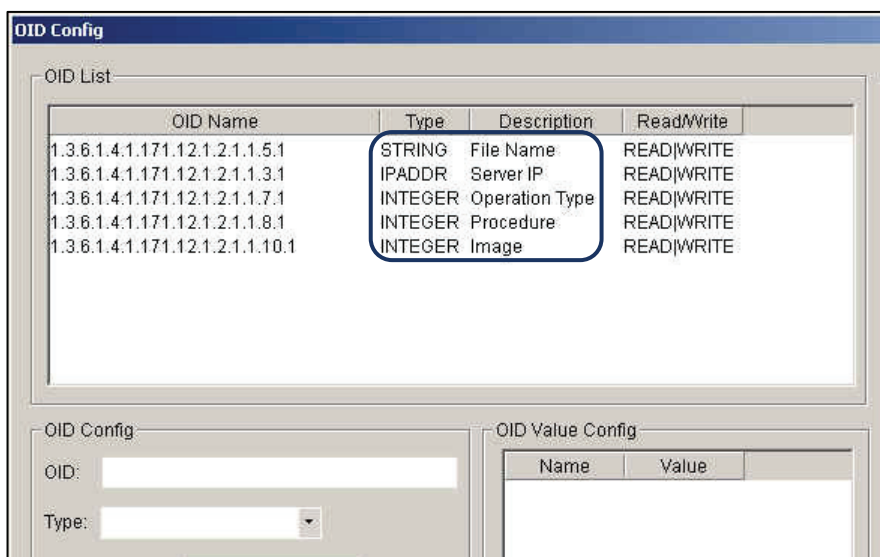 OID Config
OID List
OID Name Type Description Read/Write
1.3.6.1.4.1.171.12.1.2.1.1.5.1 STRING File Name READ|WRITE
1.3.6.1.4.1.171.12.1.2.1.1.3.1 IPADDR Server IP READ|WRITE
1.3.6.1.4.1.171.12.1.2.1.1.7.1 INTEGER Operation Type READ|WRITE
1.3.6.1.4.1.171.12.1.2.1.1.8.1 INTEGER Procedure READ|WRITE
1.3.6.1.4.1.171.12.1.2.1.1.10.1 INTEGER Image READ|WRITE
OID Config OID Value Config
OID: Name Value
Type: